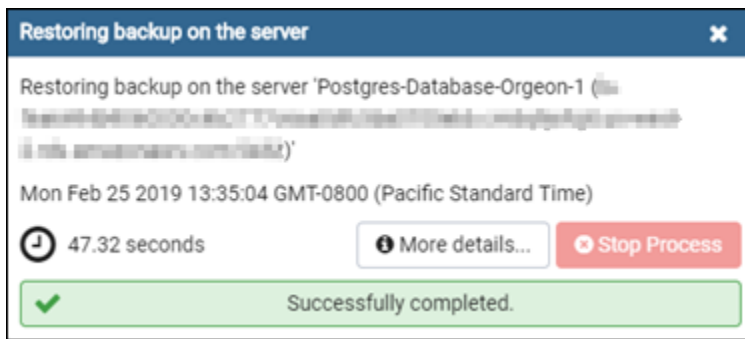 Restoring backup on the server
Restoring backup on the server 'Postgres-Database-Orgeon-1 (
)'
Mon Feb 25 2019 13:35:04 GMT-0800 (Pacific Standard Time)
47.32 seconds
More details...
Stop Process
Successfully completed.